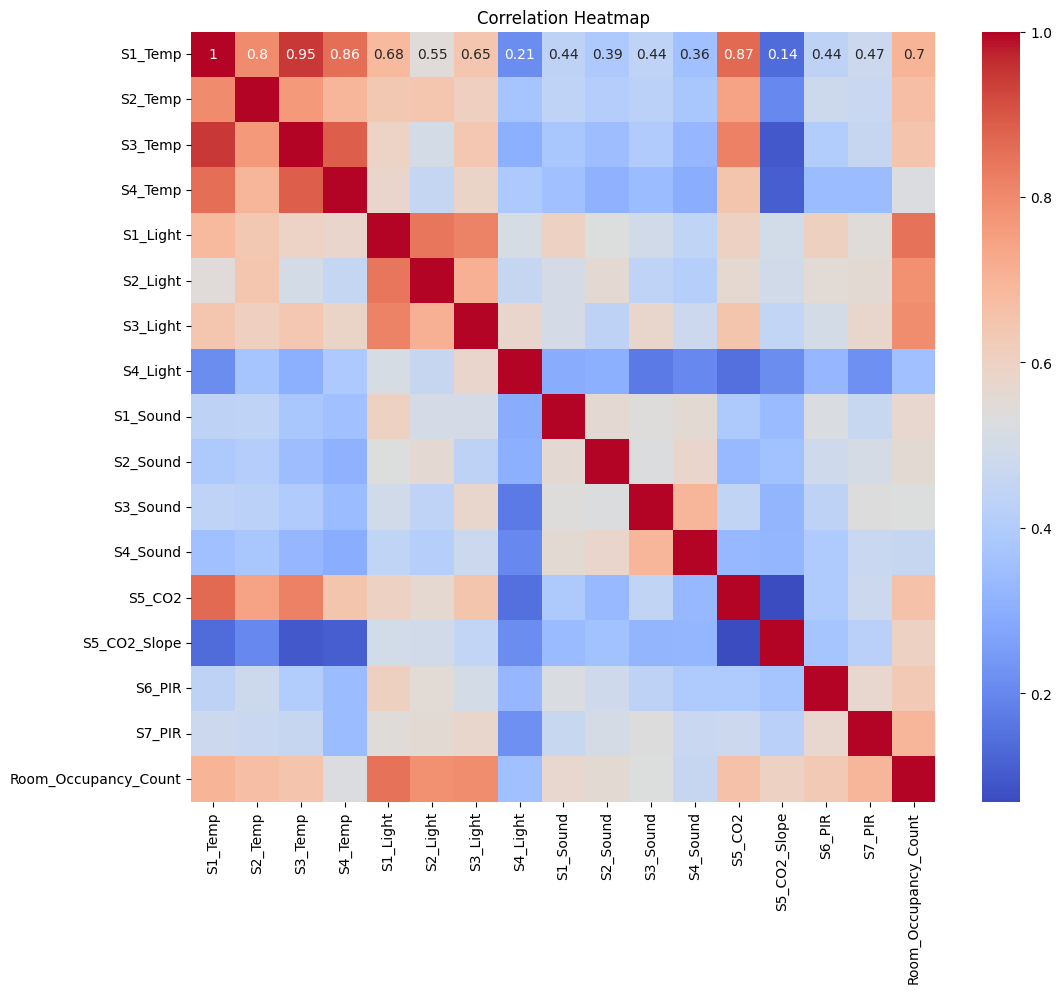 Correlation Heatmap
S1_Temp 1 0.8 0.95 0.86 0.68 0.55 0.65 0.21 0.44 0.39 0.44 0.36 0.87 0.14 0.44 0.47 0.7
S2_Temp
S3_Temp
S4_Temp
S1_Light
S2_Light
S3_Light
S4_Light
S1_Sound
S2_Sound
S3_Sound
S4_Sound
S5_CO2
S5_CO2_Slope
S6_PIR
S7_PIR
Room_Occupancy_Count
S1_Temp
S2_Temp
S3_Temp
S4_Temp
S1_Light
S2_Light
S3_Light
S4_Light
S1_Sound
S2_Sound
S3_Sound
S4_Sound
S5_CO2
S5_CO2_Slope
S6_PIR
S7_PIR
Room_Occupancy_Count
1.0
0.8
0.6
0.4
0.2